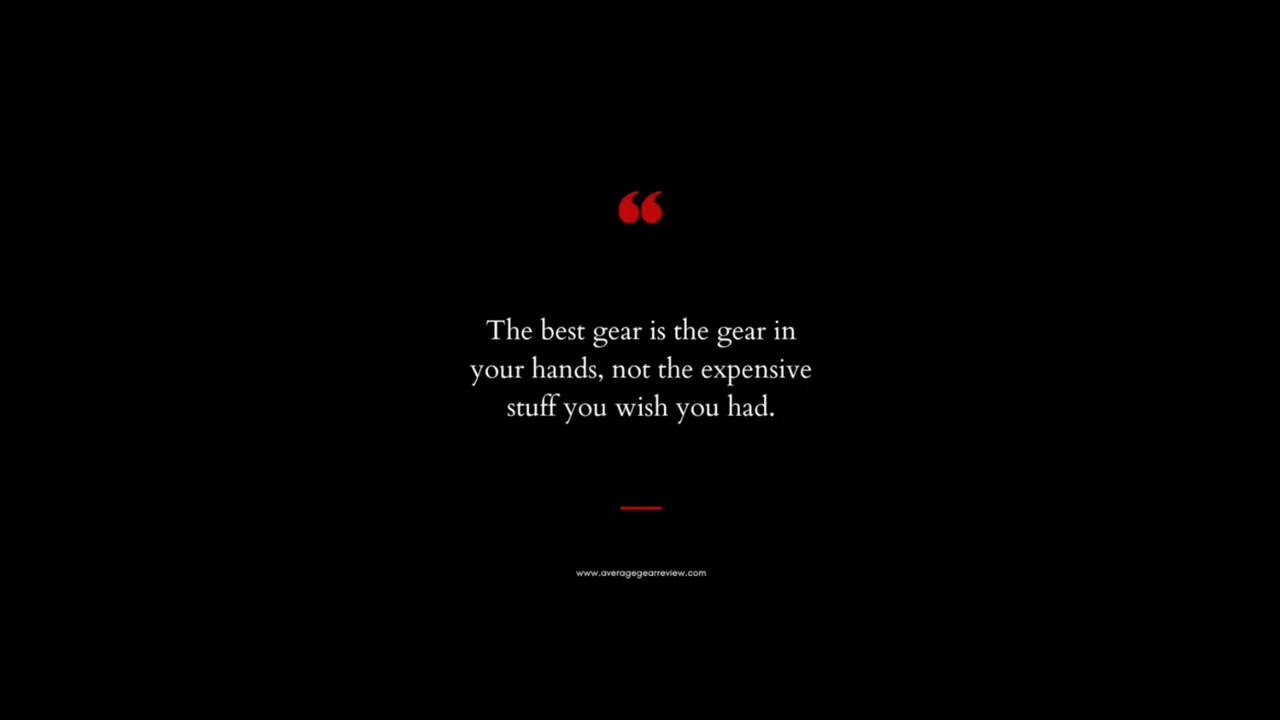 “
The best gear is the gear in
your hands, not the expensive
stuff you wish you had.
www.averagegearreview.com